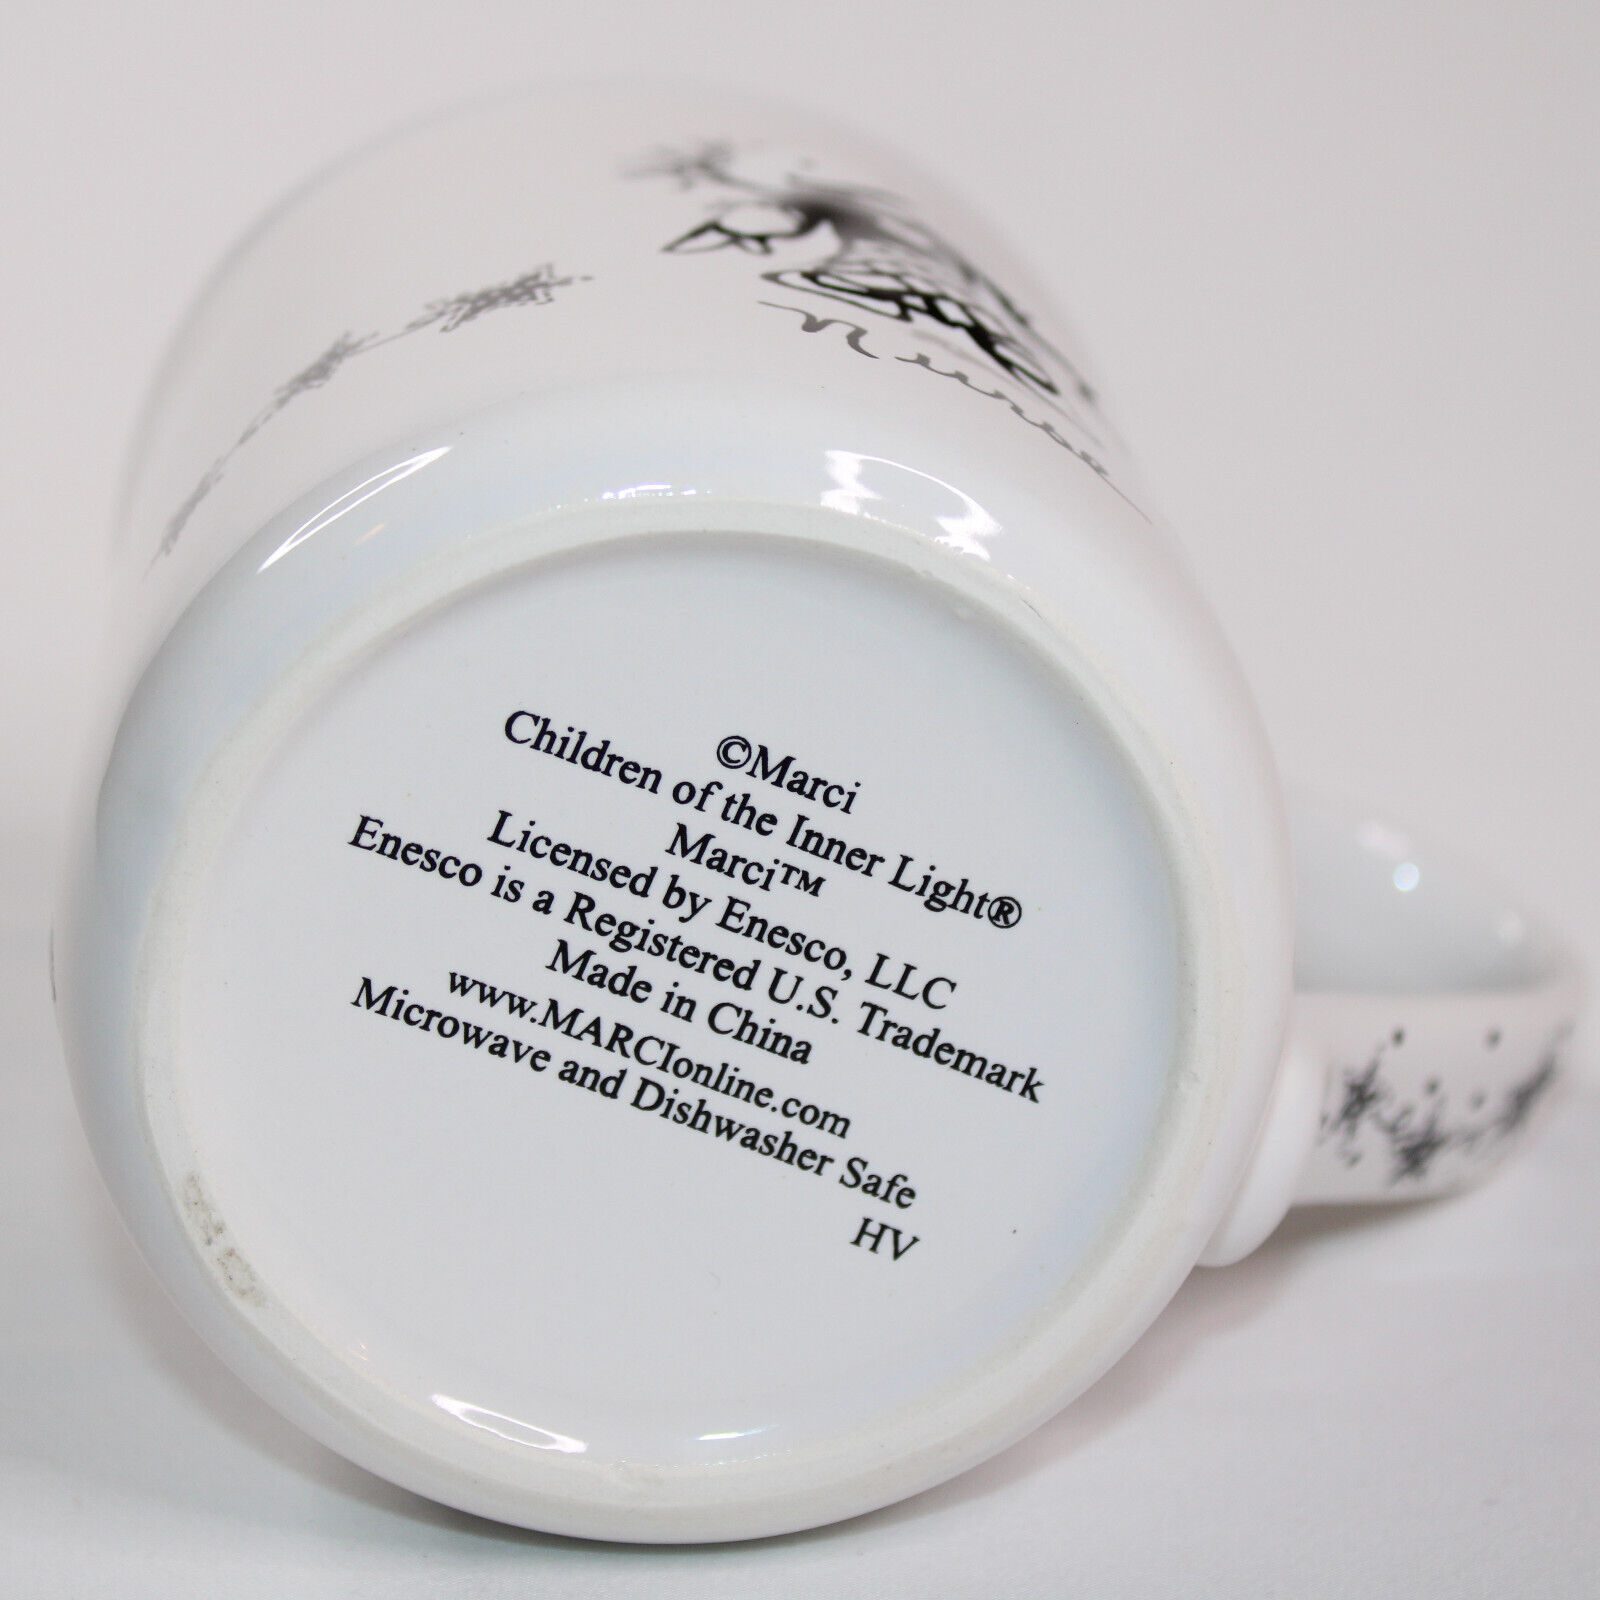 Nurse
©Marci
Children of the Inner Light®
Marci™
Licensed by Enesco, LLC
Enesco is a Registered U.S. Trademark
Made in China
www.MARCIonline.com
Microwave and Dishwasher Safe
HV